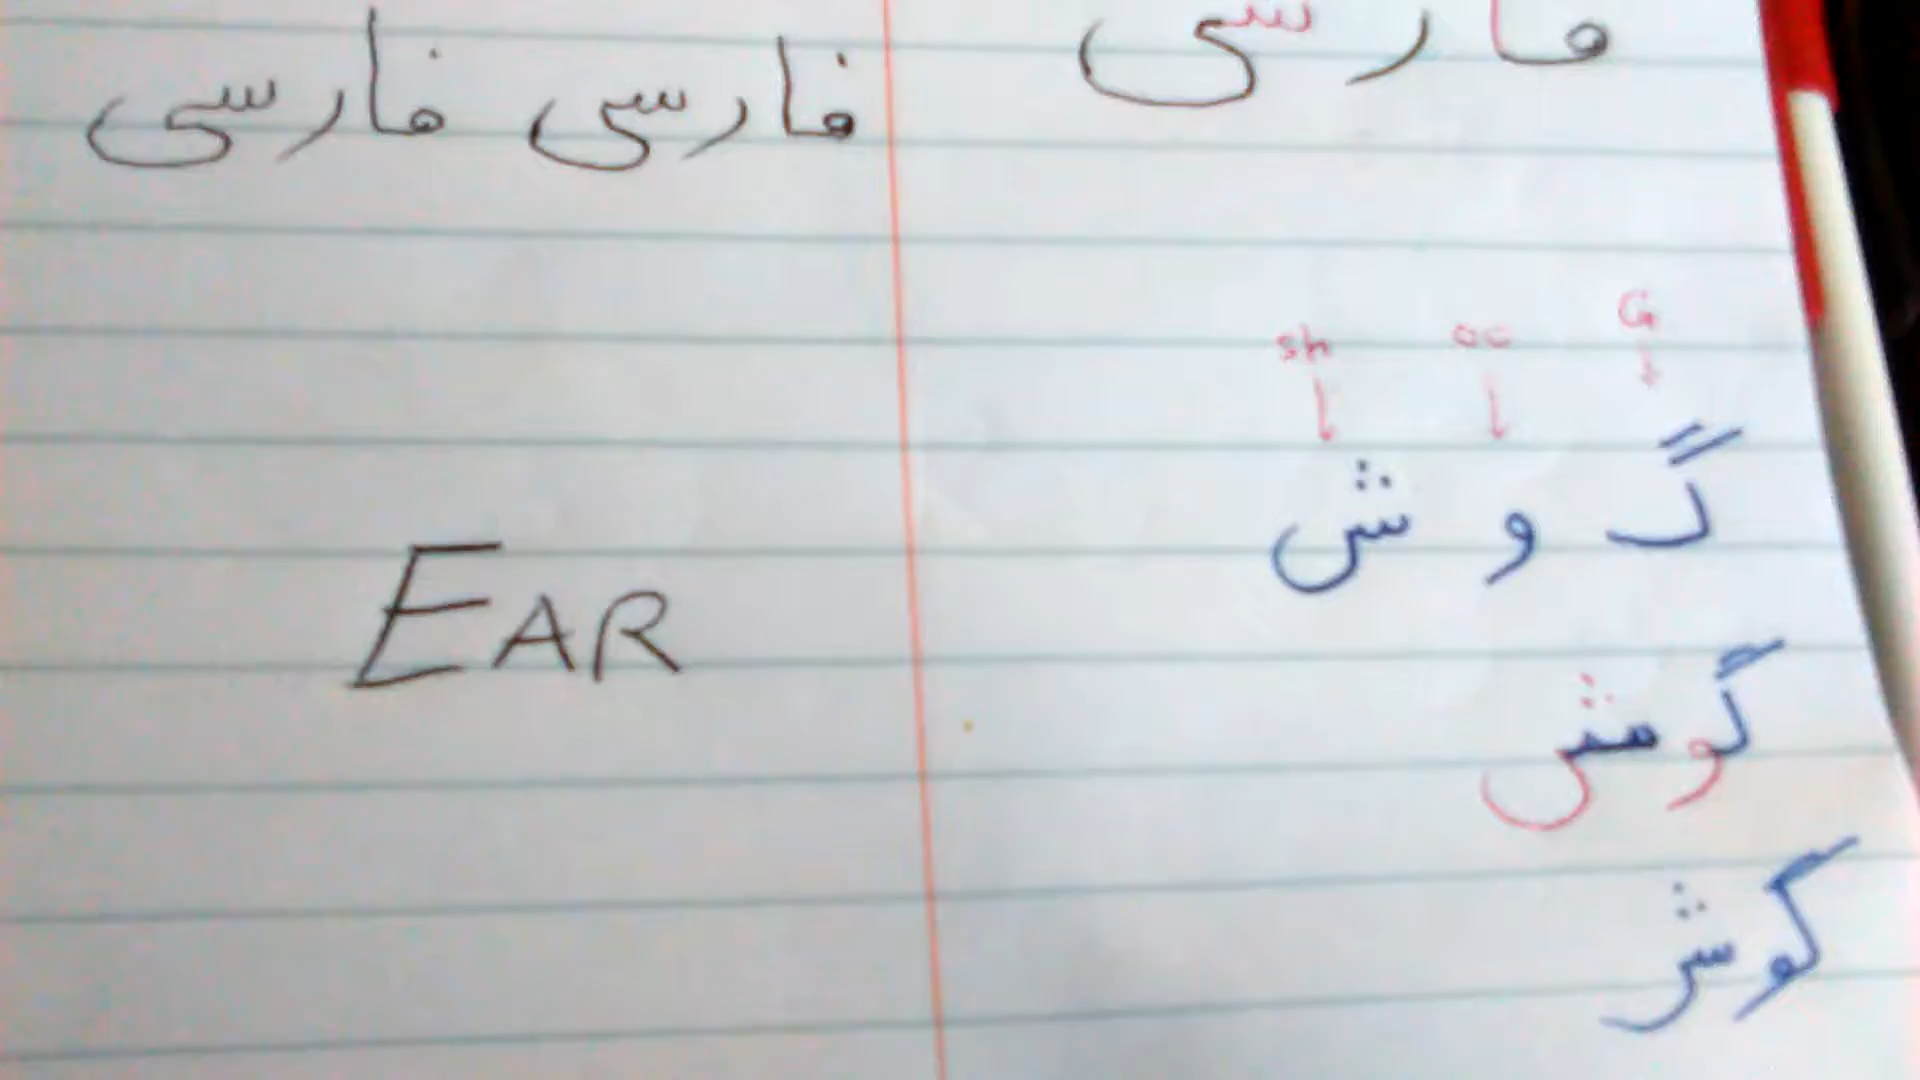 فارسی
فارسی فارسی
G oo sh
گ و ش
EAR
گوش
گوش